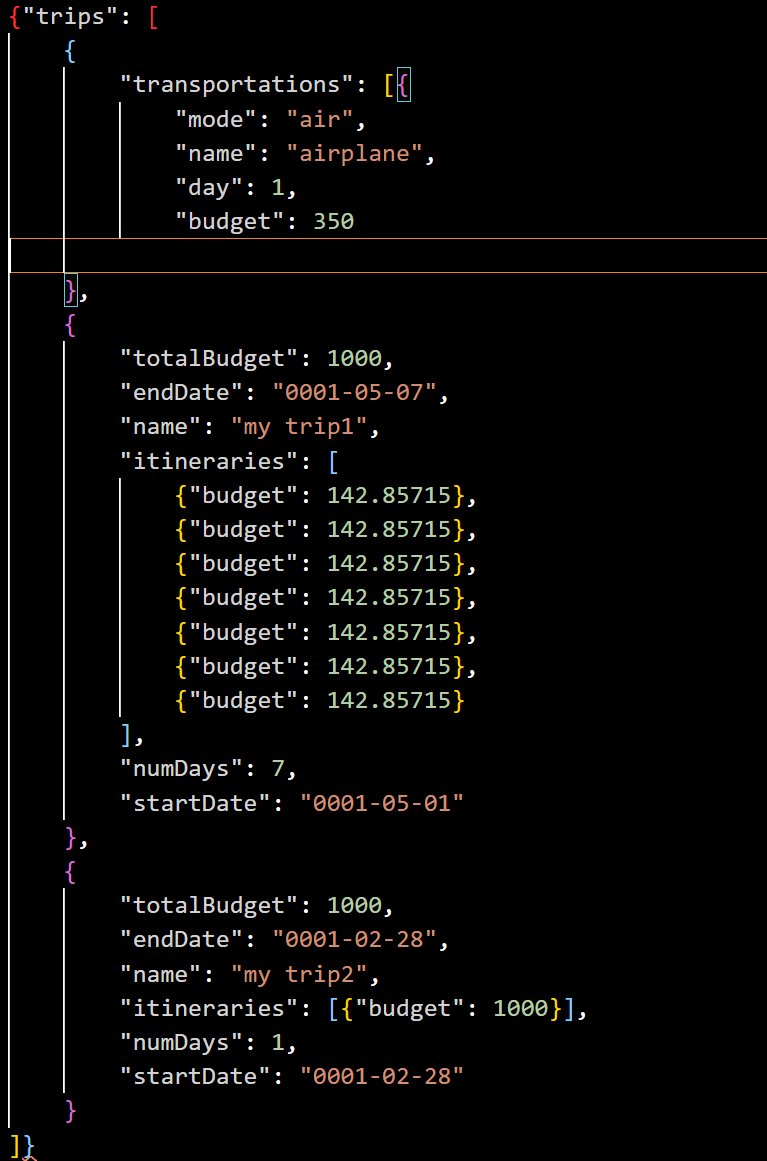 {"trips": [
    {
        "transportations": [{
            "mode": "air",
            "name": "airplane",
            "day": 1,
            "budget": 350

    },
    {
        "totalBudget": 1000,
        "endDate": "0001-05-07",
        "name": "my trip1",
        "itineraries": [
            {"budget": 142.85715},
            {"budget": 142.85715},
            {"budget": 142.85715},
            {"budget": 142.85715},
            {"budget": 142.85715},
            {"budget": 142.85715},
            {"budget": 142.85715}
        ],
        "numDays": 7,
        "startDate": "0001-05-01"
    },
    {
        "totalBudget": 1000,
        "endDate": "0001-02-28",
        "name": "my trip2",
        "itineraries": [{"budget": 1000}],
        "numDays": 1,
        "startDate": "0001-02-28"
    }
]}